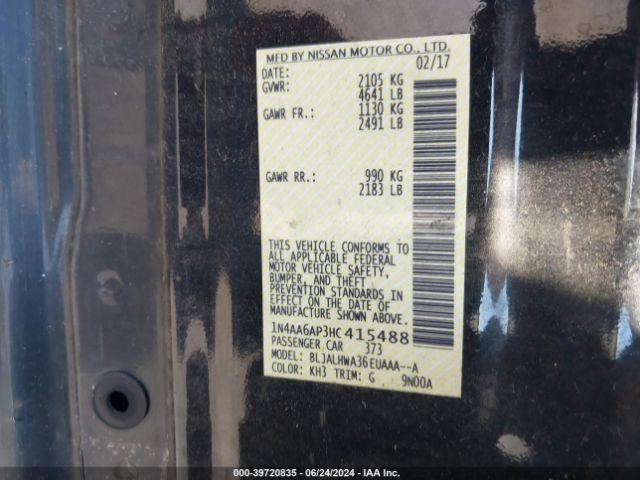 MFD BY NISSAN MOTOR CO., LTD.
DATE: 02/17
GVWR: 2105 KG
4641 LB
GAWR FR.: 1130 KG
2491 LB
GAWR RR.: 990 KG
2183 LB
THIS VEHICLE CONFORMS TO
ALL APPLICABLE FEDERAL
MOTOR VEHICLE SAFETY,
BUMPER, AND THEFT
PREVENTION STANDARDS IN
EFFECT ON THE DATE OF
MANUFACTURE SHOWN ABOVE.
1N4AA6AP3HC415488
PASSENGER CAR 373
MODEL: BLJALHWA36EUAAA--A
COLOR: KH3 TRIM: G 9N00A
000-39720835 - 06/24/2024 - IAA Inc.